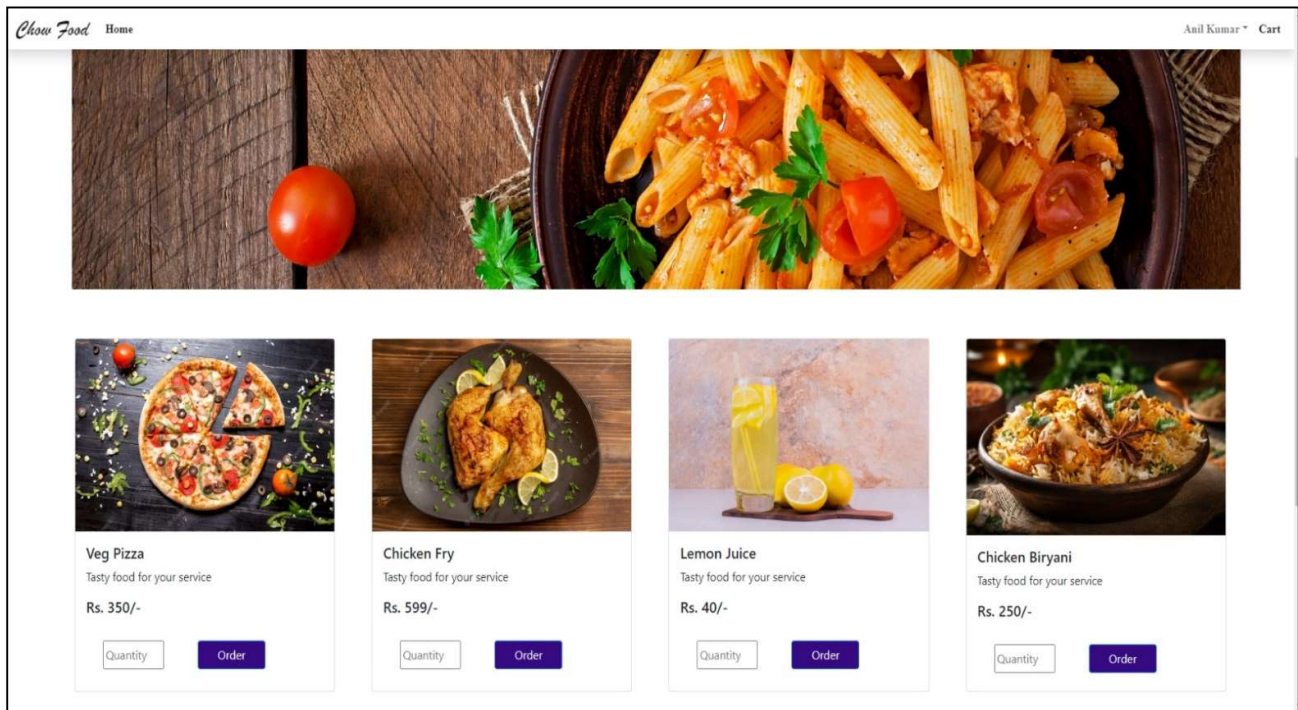 Chow Food Home Anil Kumar Cart
Veg Pizza
Tasty food for your service
Rs. 350/-
Quantity Order
Chicken Fry
Tasty food for your service
Rs. 599/-
Quantity Order
Lemon Juice
Tasty food for your service
Rs. 40/-
Quantity Order
Chicken Biryani
Tasty food for your service
Rs. 250/-
Quantity Order